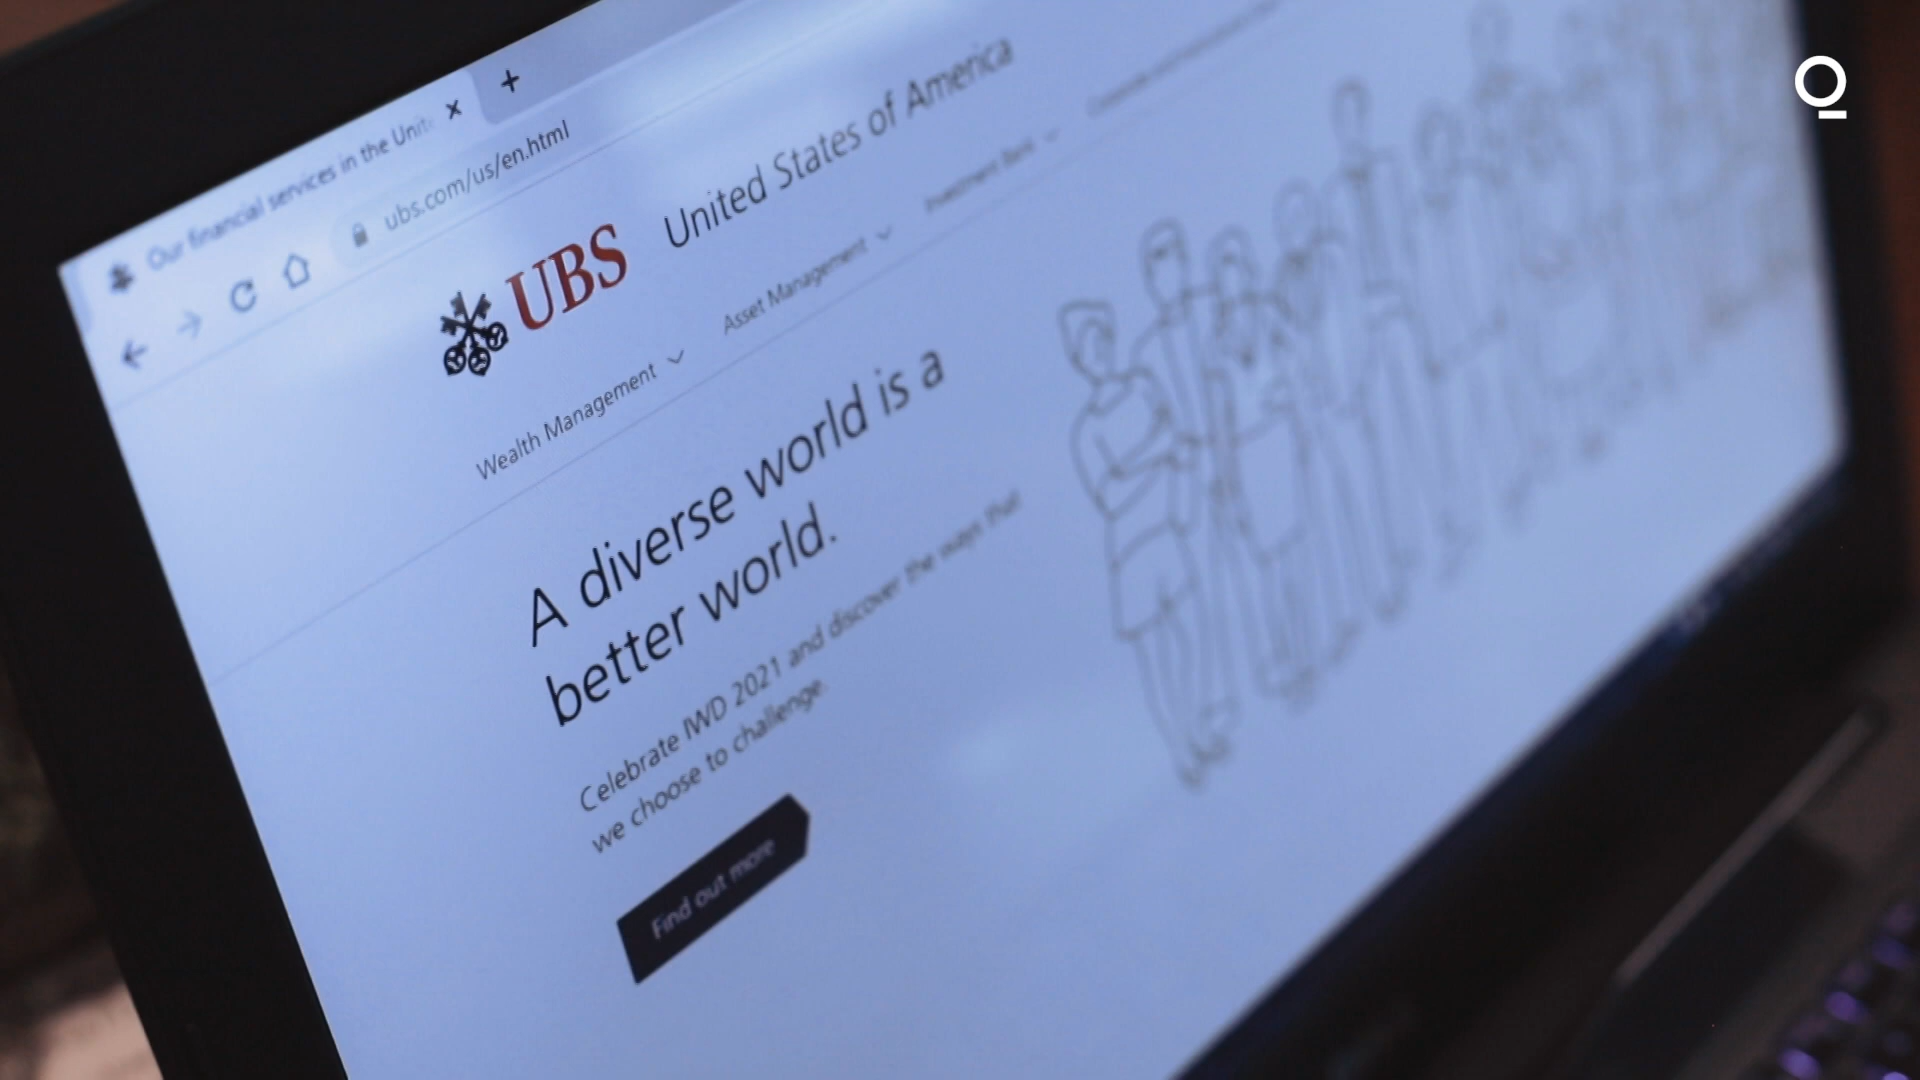 Our financial services in the Unit
ubs.com/us/en.html
UBS United States of America
Wealth Management Asset Management Investment Bank
A diverse world is a
better world.
Celebrate IWD 2021 and discover the ways that
we choose to challenge.
Find out more